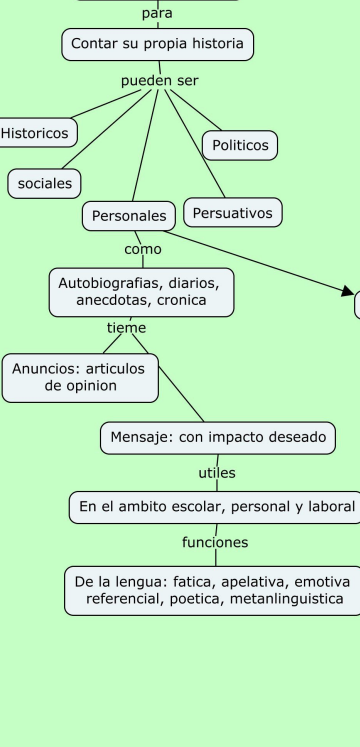 para
Contar su propia historia
pueden ser
Historicos
Politicos
sociales
Personales
Persuativos
como
Autobiografias, diarios,
anecdotas, cronica
tieme
Anuncios: articulos
de opinion
Mensaje: con impacto deseado
utiles
En el ambito escolar, personal y laboral
funciones
De la lengua: fatica, apelativa, emotiva
referencial, poetica, metanlinguistica